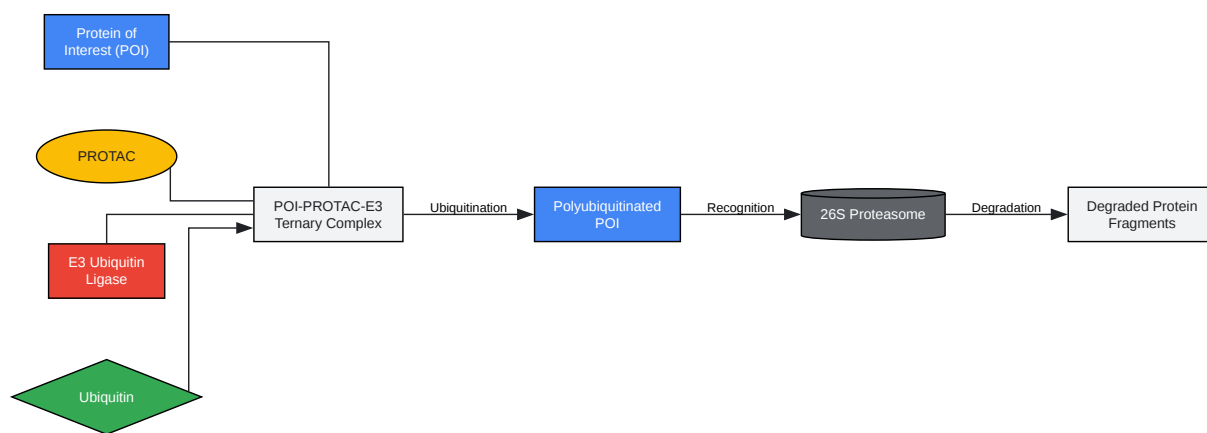 Protein of
Interest (POI)
PROTAC
POI-PROTAC-E3
Ternary Complex
Ubiquitination
Polyubiquitinated
POI
Recognition
26S Proteasome
Degradation
Degraded Protein
Fragments
E3 Ubiquitin
Ligase
Ubiquitin